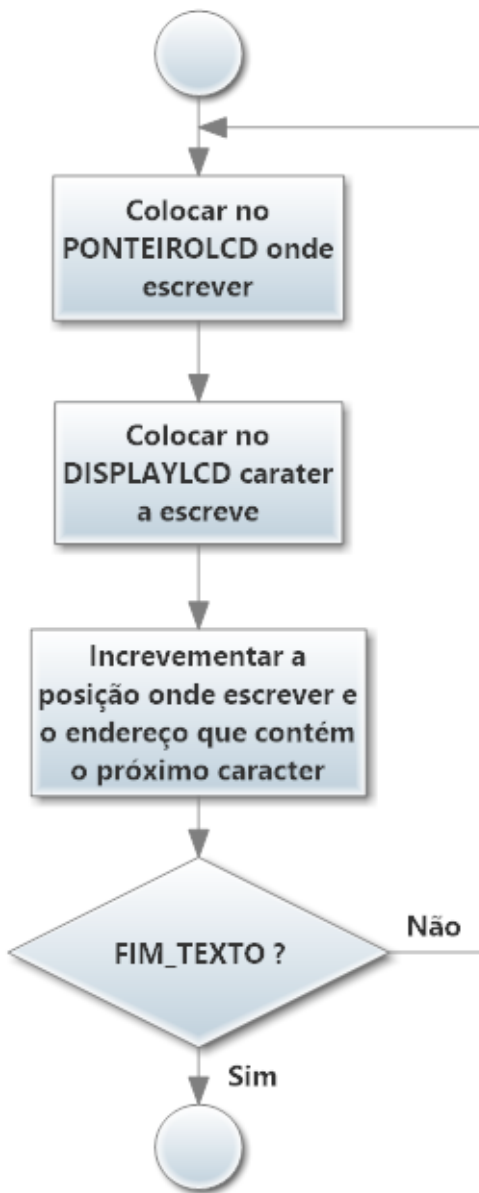 Colocar no
PONTEIROLCD onde
escrever
Colocar no
DISPLAYLCD carater
a escreve
Increvementar a
posição onde escrever e
o endereço que contém
o próximo caracter
FIM_TEXTO ?
Não
Sim